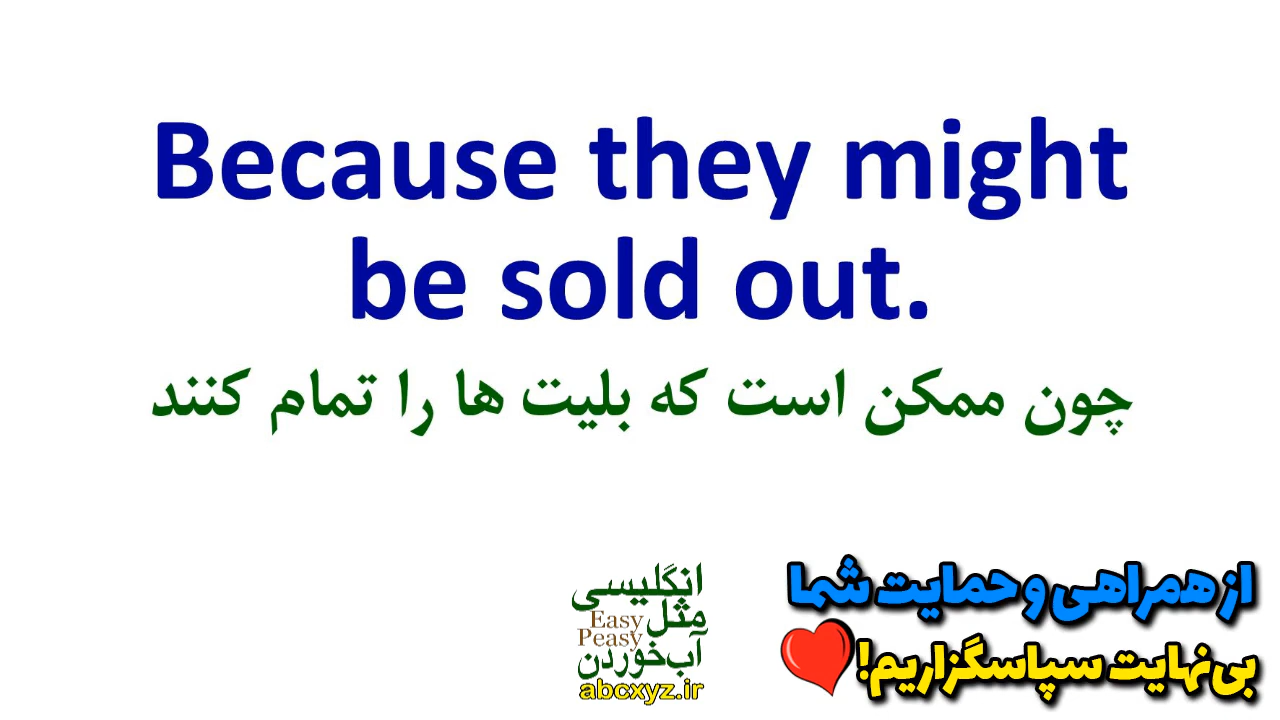 Because they might
be sold out.
چون ممکن است که بلیت ها را تمام کنند
از همراهی و حمایت شما
بی‌نهایت سپاسگزاریم!
انگلیسی
مثل
Easy
Peasy
آب خوردن
abcxyz.ir